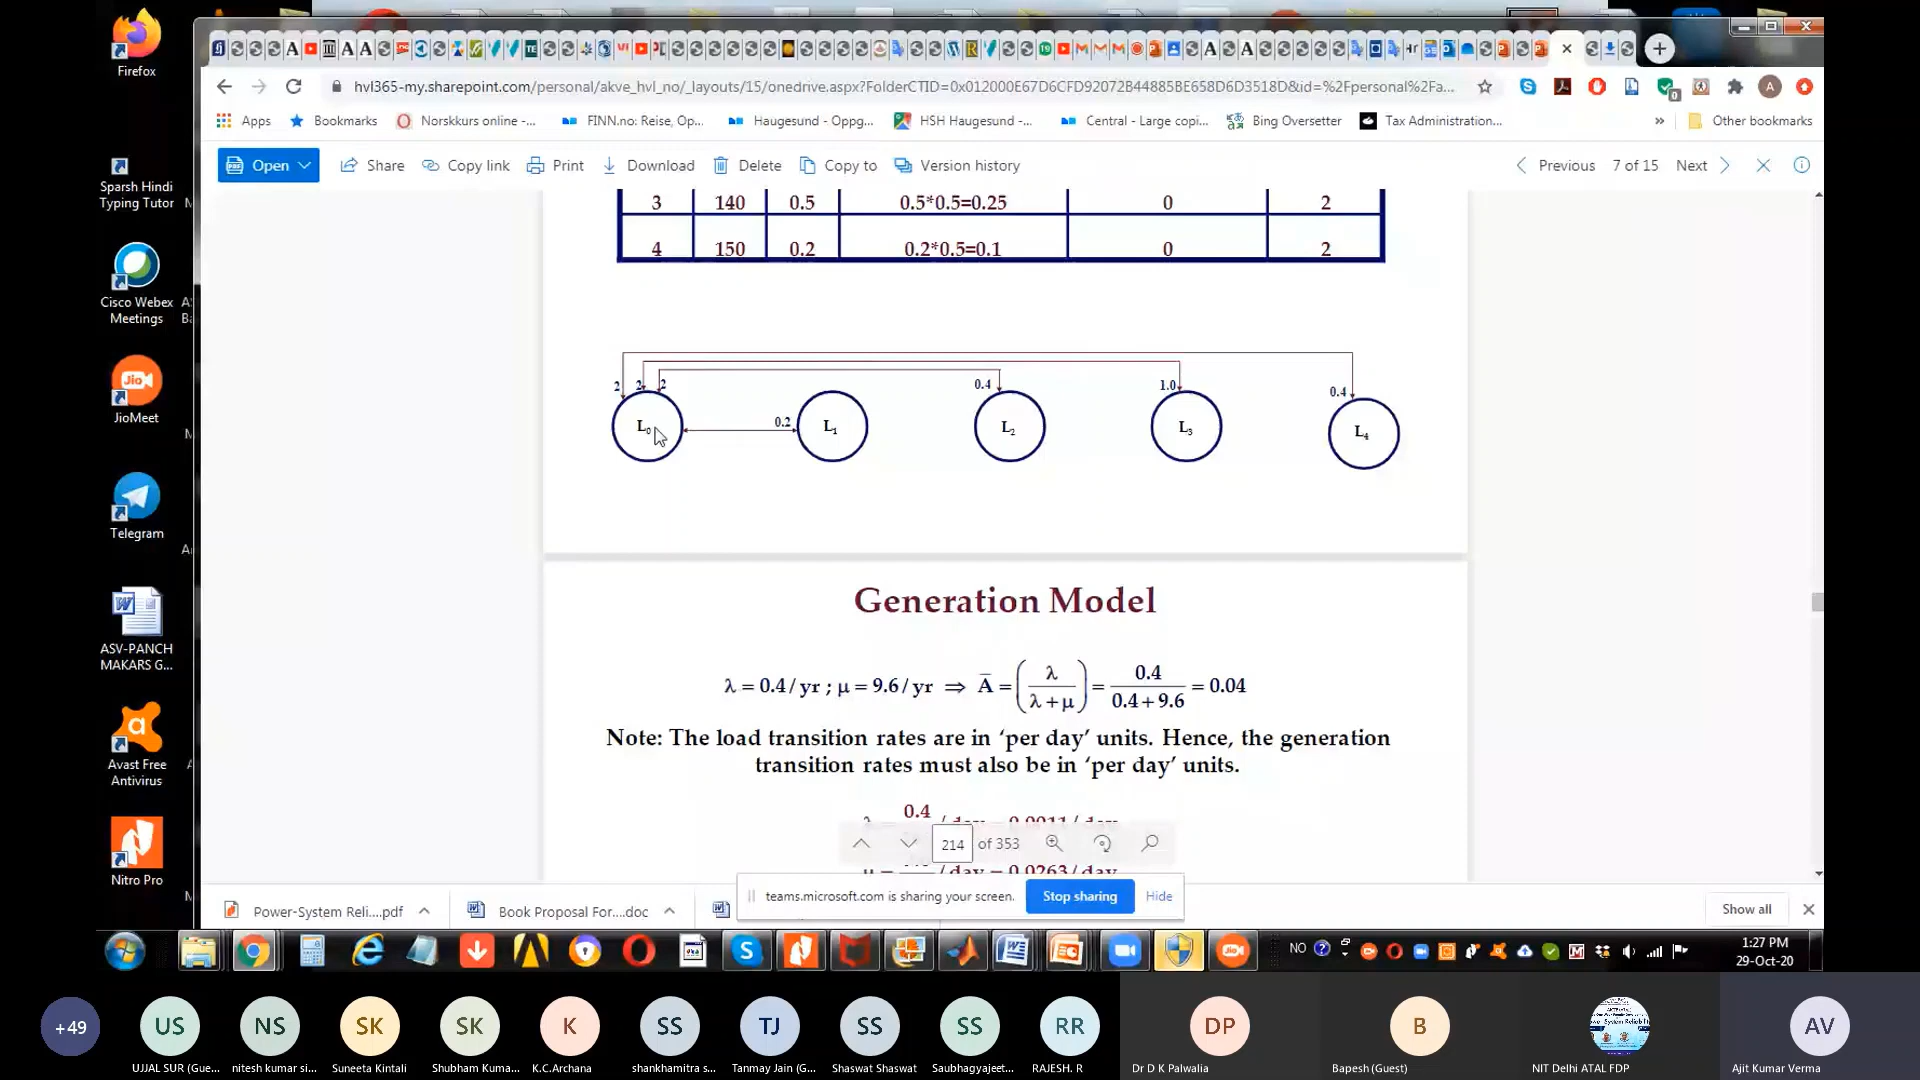 Firefox
Sparsh Hindi
Typing Tutor
Cisco Webex
Meetings
JioMeet
Telegram
ASV-PANCH
MAKARS G...
Avast Free
Antivirus
Nitro Pro
hvl365-my.sharepoint.com/personal/akve_hvl_no/_layouts/15/onedrive.aspx?FolderCTID=0x012000E67D6CFD92072B44885BE658D6D3518D&id=%2Fpersonal%2Fa...
Apps Bookmarks Norskkurs online -... FINN.no: Reise, Op... Haugesund - Oppg... HSH Haugesund -... Central - Large copi... Bing Oversetter Tax Administration... » Other bookmarks
Open Share Copy link Print Download Delete Copy to Version history Previous 7 of 15 Next
3 140 0.5 0.5*0.5=0.25 0 2
4 150 0.2 0.2*0.5=0.1 0 2
2 2 2 0.4 1.0 0.4
L0 0.2 L1 L2 L3 L4
Generation Model
λ = 0.4/yr ; μ = 9.6/yr ⇒ Ā = (λ/(λ+μ)) = 0.4/(0.4+9.6) = 0.04
Note: The load transition rates are in ‘per day’ units. Hence, the generation
transition rates must also be in ‘per day’ units.
0.4
214 of 353
μ = /day = 0.0263/day
teams.microsoft.com is sharing your screen. Stop sharing Hide
Power-System Reli....pdf Book Proposal For....doc Show all
NO 1:27 PM
29-Oct-20
+49 US NS SK SK K SS TJ SS SS RR DP B AV
UJJAL SUR (Gue... nitesh kumar si... Suneeta Kintali Shubham Kuma... K.C.Archana shankhamitra s... Tanmay Jain (G... Shaswat Shaswat Saubhagyajeet... RAJESH. R Dr D K Palwalia Bapesh (Guest) NIT Delhi ATAL FDP Ajit Kumar Verma